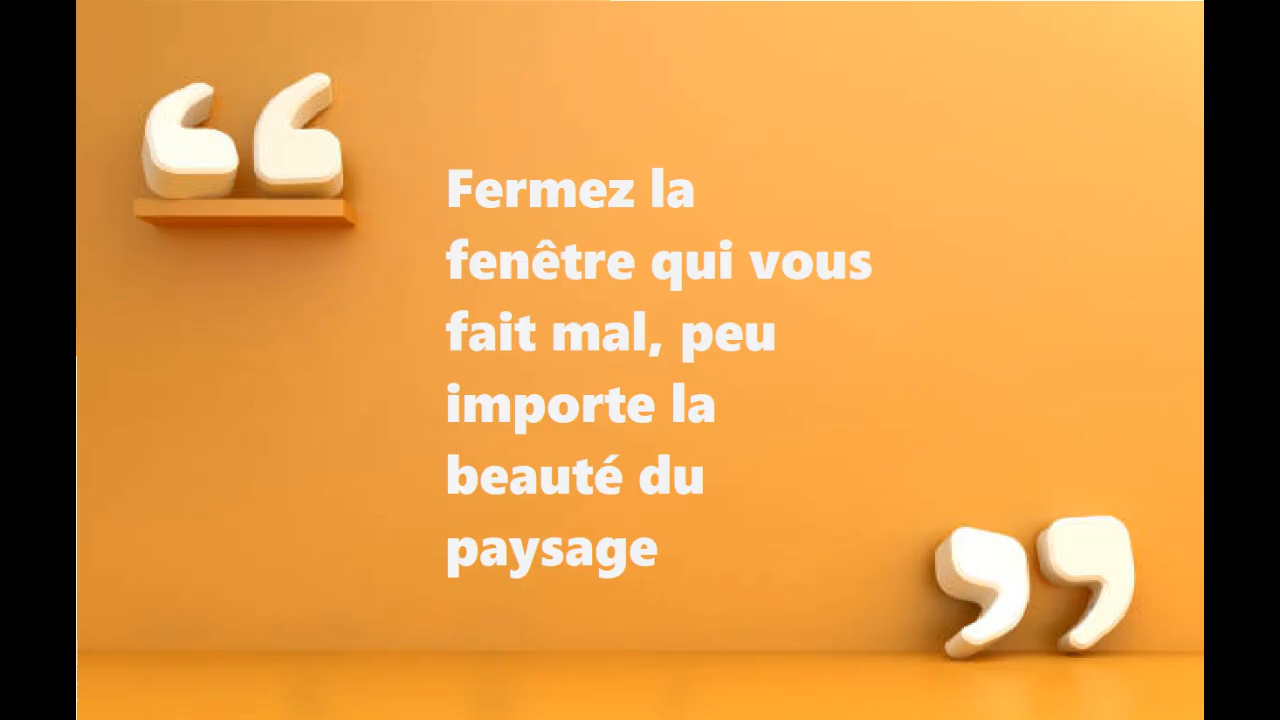 Fermez la
fenêtre qui vous
fait mal, peu
importe la
beauté du
paysage